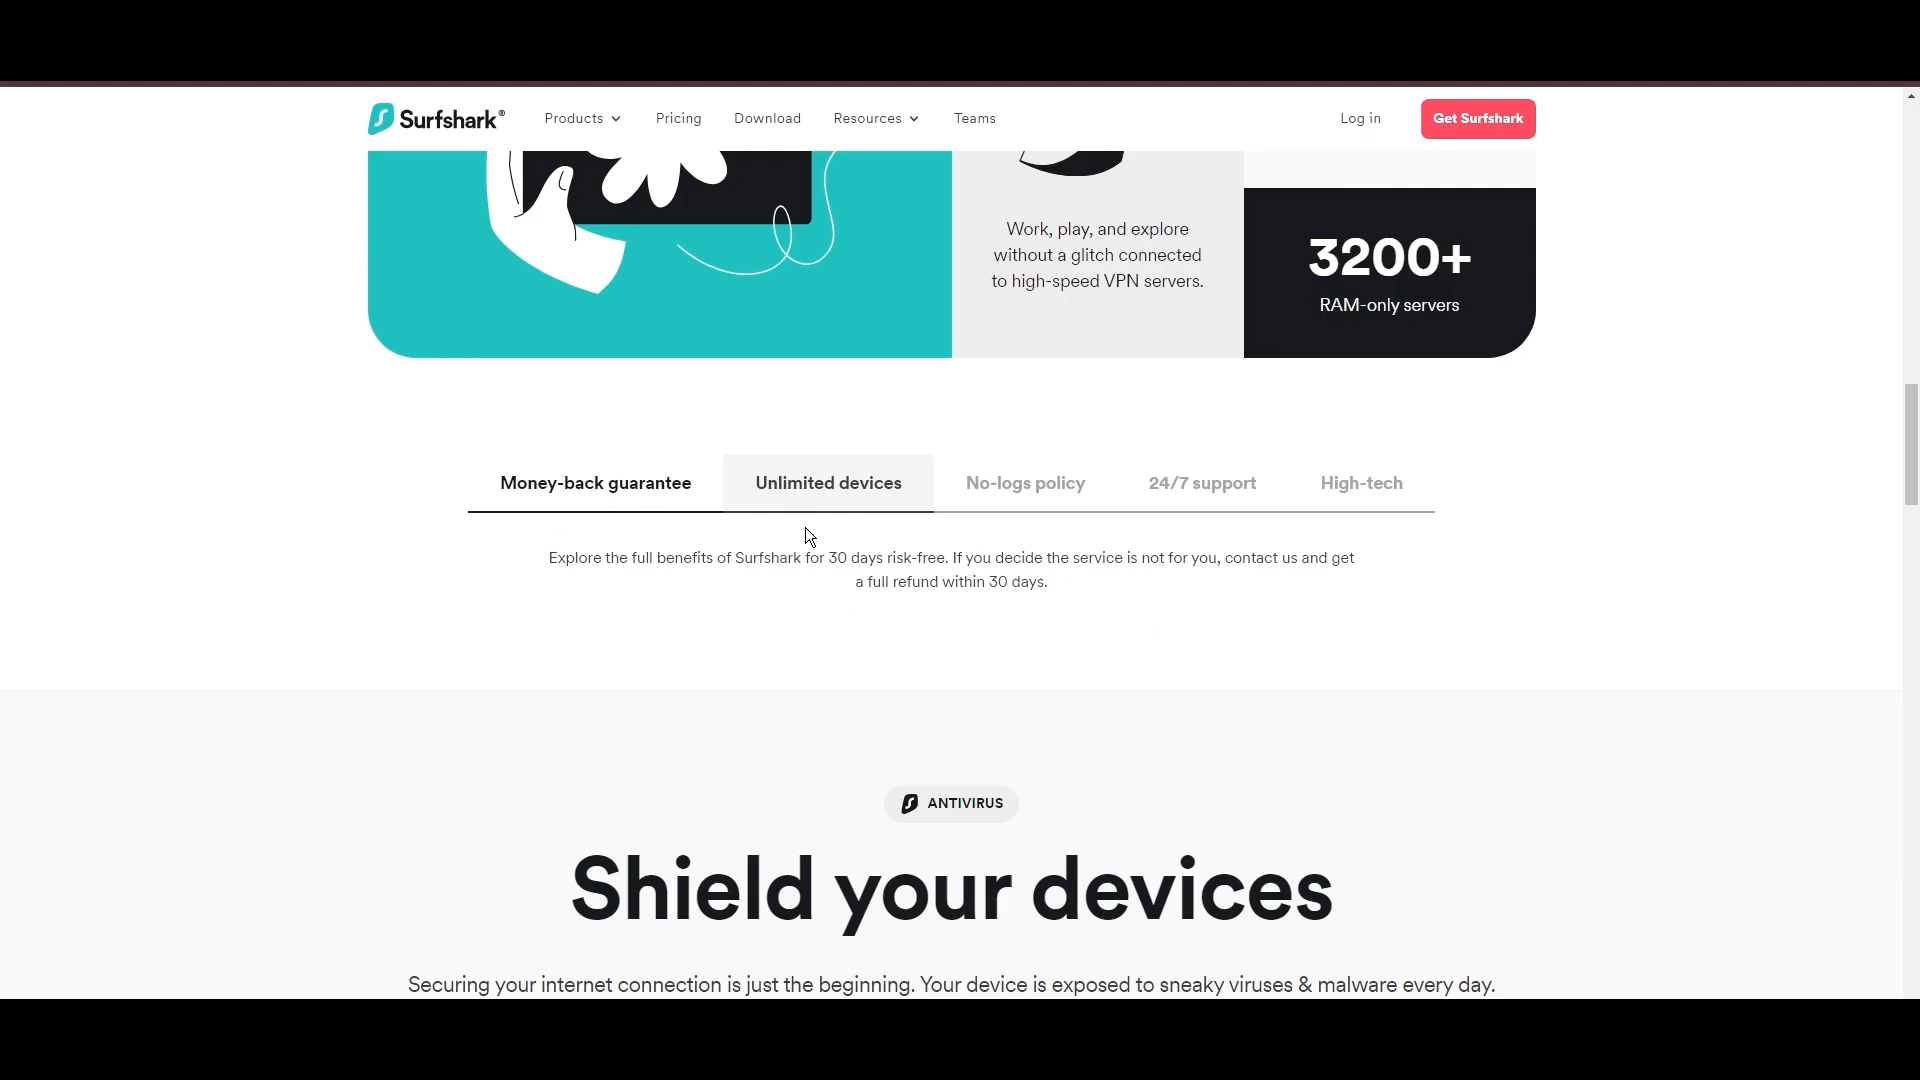 Surfshark®
Products
Pricing
Download
Resources
Teams
Log in
Get Surfshark
Work, play, and explore
without a glitch connected
to high-speed VPN servers.
3200+
RAM-only servers
Money-back guarantee
Unlimited devices
No-logs policy
24/7 support
High-tech
Explore the full benefits of Surfshark for 30 days risk-free. If you decide the service is not for you, contact us and get
a full refund within 30 days.
ANTIVIRUS
Shield your devices
Securing your internet connection is just the beginning. Your device is exposed to sneaky viruses & malware every day.